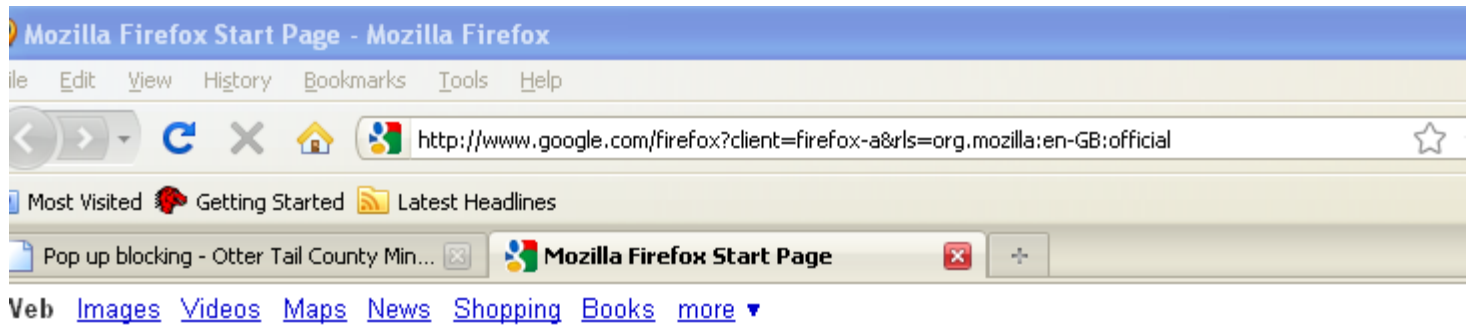 Mozilla Firefox Start Page - Mozilla Firefox
ile Edit View History Bookmarks Tools Help
http://www.google.com/firefox?client=firefox-a&rls=org.mozilla:en-GB:official
Most Visited Getting Started Latest Headlines
Pop up blocking - Otter Tail County Min... Mozilla Firefox Start Page
Web Images Videos Maps News Shopping Books more ▼